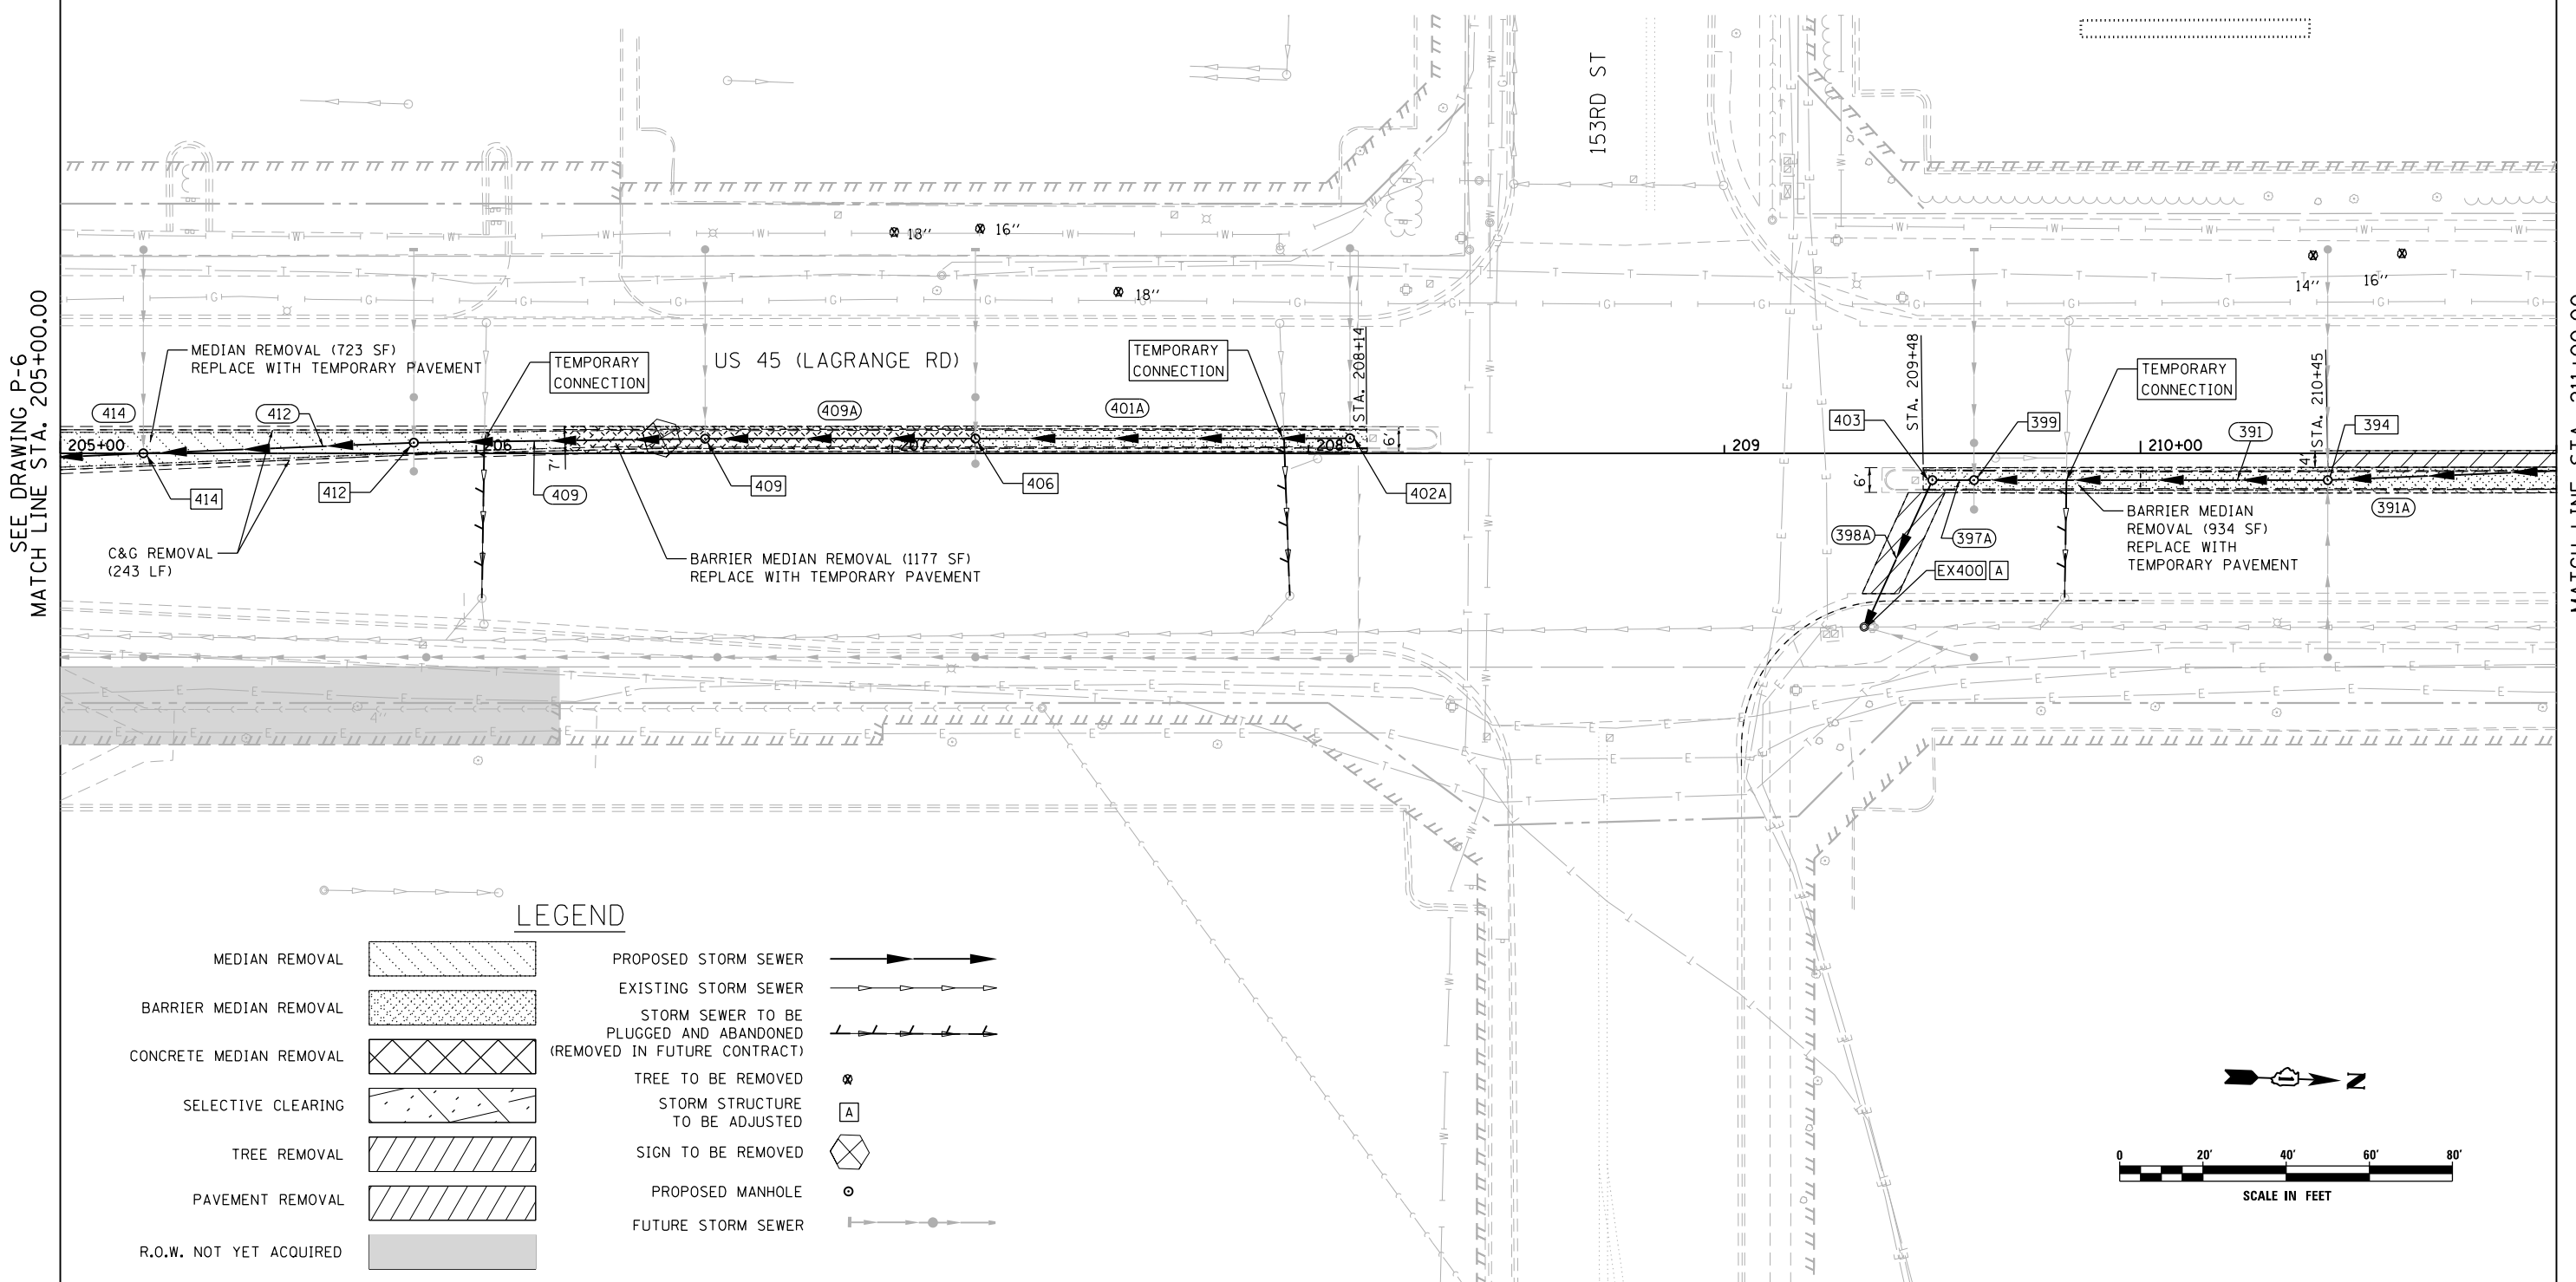 SEE DRAWING P-6
MATCH LINE STA. 205+00.00
153RD ST
18''
16''
18''
14''
16''
MEDIAN REMOVAL (723 SF)
REPLACE WITH TEMPORARY PAVEMENT
TEMPORARY
CONNECTION
US 45 (LAGRANGE RD)
TEMPORARY
CONNECTION
STA. 208+14
STA. 209+48
TEMPORARY
CONNECTION
STA. 210+45
414
412
409A
401A
403
399
391
394
205+00
206
207
208
209
210+00
7'
6'
6'
4'
414
412
409
409
406
402A
398A
397A
391A
EX400 A
C&G REMOVAL
(243 LF)
BARRIER MEDIAN REMOVAL (1177 SF)
REPLACE WITH TEMPORARY PAVEMENT
BARRIER MEDIAN
REMOVAL (934 SF)
REPLACE WITH
TEMPORARY PAVEMENT
4''
LEGEND
MEDIAN REMOVAL
BARRIER MEDIAN REMOVAL
CONCRETE MEDIAN REMOVAL
SELECTIVE CLEARING
TREE REMOVAL
PAVEMENT REMOVAL
R.O.W. NOT YET ACQUIRED
PROPOSED STORM SEWER
EXISTING STORM SEWER
STORM SEWER TO BE
PLUGGED AND ABANDONED
(REMOVED IN FUTURE CONTRACT)
TREE TO BE REMOVED
STORM STRUCTURE
TO BE ADJUSTED
A
SIGN TO BE REMOVED
PROPOSED MANHOLE
FUTURE STORM SEWER
N
0 20' 40' 60' 80'
SCALE IN FEET